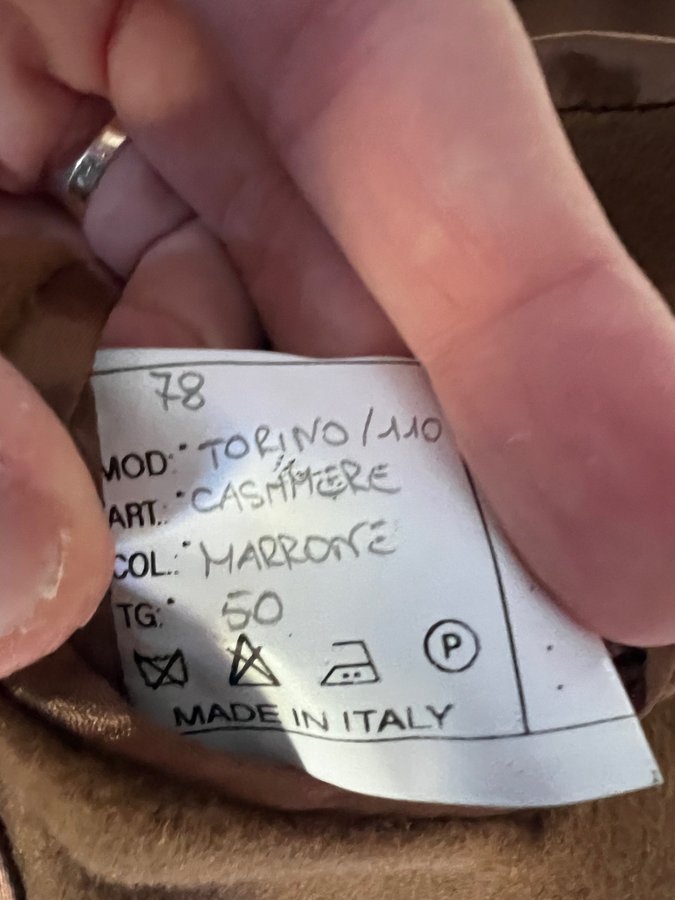 78
MOD: TORINO/110
ART.: CASHMERE
COL.: MARRONE
TG: 50
P
MADE IN ITALY